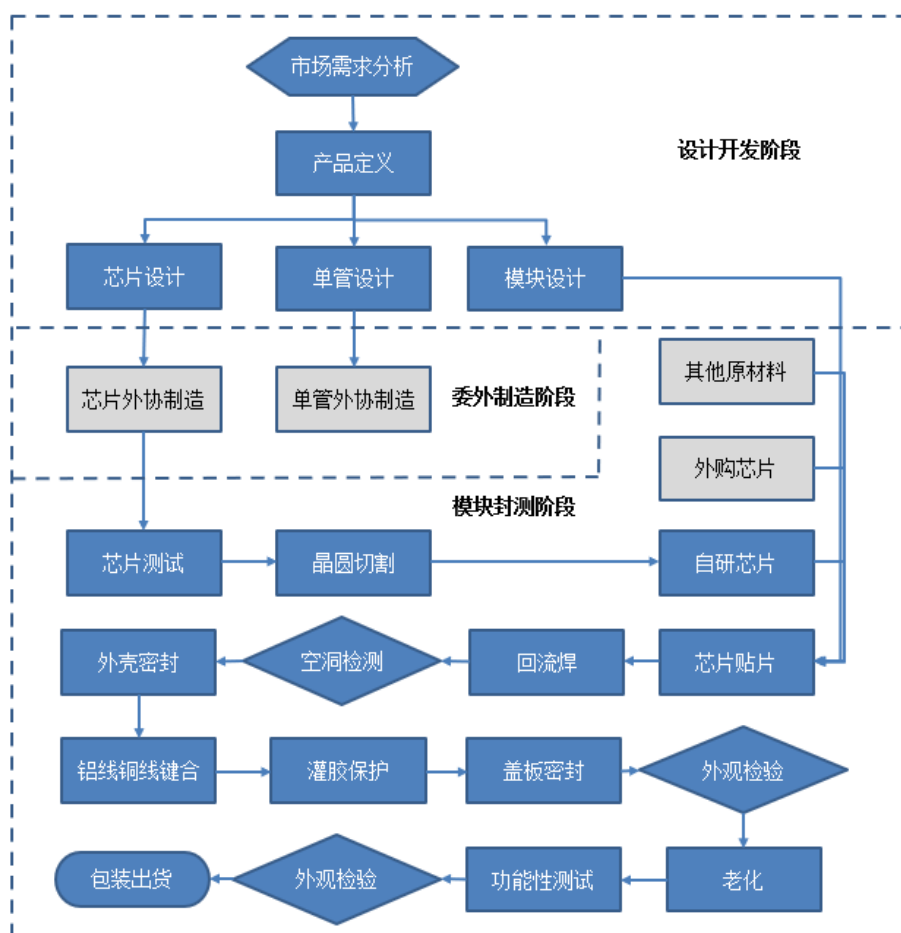 市场需求分析
产品定义
设计开发阶段
芯片设计
单管设计
模块设计
芯片外协制造
单管外协制造
委外制造阶段
其他原材料
外购芯片
模块封测阶段
芯片测试
晶圆切割
自研芯片
外壳密封
空洞检测
回流焊
芯片贴片
铝线铜线键合
灌胶保护
盖板密封
外观检验
包装出货
外观检验
功能性测试
老化